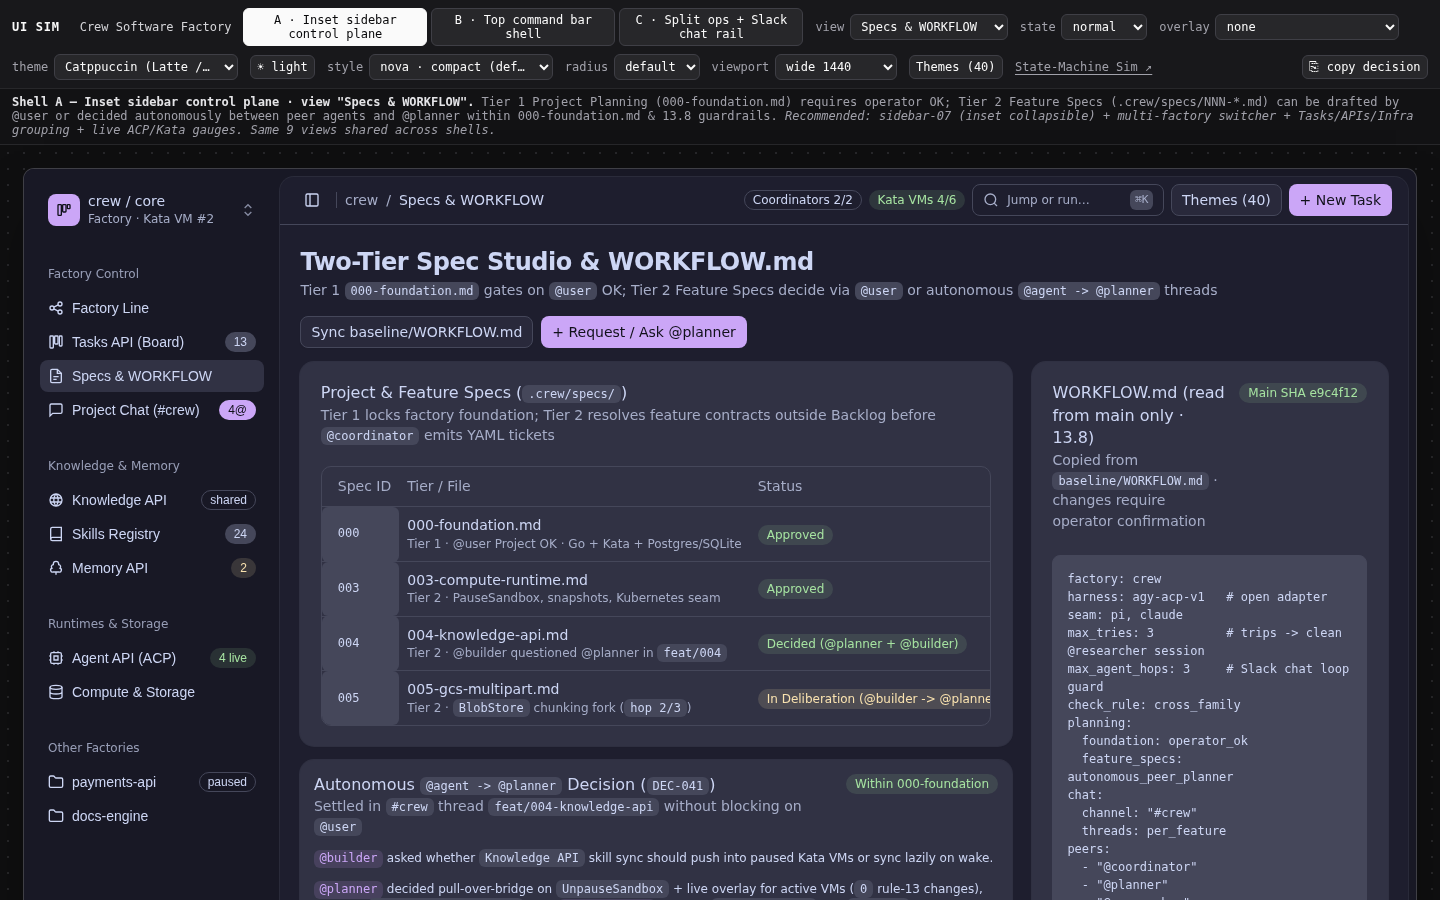 UI SIM Crew Software Factory A · Inset sidebar control plane B · Top command bar shell C · Split ops + Slack chat rail view Specs & WORKFLOW state normal overlay none
theme Catppuccin (Latte /… ☀ light style nova · compact (def… radius default viewport wide 1440 Themes (40) State-Machine Sim ↗ ⎘ copy decision
Shell A — Inset sidebar control plane · view "Specs & WORKFLOW". Tier 1 Project Planning (000-foundation.md) requires operator OK; Tier 2 Feature Specs (.crew/specs/NNN-*.md) can be drafted by
@user or decided autonomously between peer agents and @planner within 000-foundation.md & 13.8 guardrails. Recommended: sidebar-07 (inset collapsible) + multi-factory switcher + Tasks/APIs/Infra
grouping + live ACP/Kata gauges. Same 9 views shared across shells.
crew / core
Factory · Kata VM #2
Factory Control
Factory Line
Tasks API (Board) 13
Specs & WORKFLOW
Project Chat (#crew) 4@
Knowledge & Memory
Knowledge API shared
Skills Registry 24
Memory API 2
Runtimes & Storage
Agent API (ACP) 4 live
Compute & Storage
Other Factories
payments-api paused
docs-engine
crew / Specs & WORKFLOW Coordinators 2/2 Kata VMs 4/6 Jump or run... ⌘K Themes (40) + New Task
Two-Tier Spec Studio & WORKFLOW.md
Tier 1 000-foundation.md gates on @user OK; Tier 2 Feature Specs decide via @user or autonomous @agent -> @planner threads
Sync baseline/WORKFLOW.md + Request / Ask @planner
Project & Feature Specs (.crew/specs/)
Tier 1 locks factory foundation; Tier 2 resolves feature contracts outside Backlog before
@coordinator emits YAML tickets
Spec ID Tier / File Status
000 000-foundation.md Approved
Tier 1 · @user Project OK · Go + Kata + Postgres/SQLite
003 003-compute-runtime.md Approved
Tier 2 · PauseSandbox, snapshots, Kubernetes seam
004 004-knowledge-api.md Decided (@planner + @builder)
Tier 2 · @builder questioned @planner in feat/004
005 005-gcs-multipart.md In Deliberation (@builder -> @planne
Tier 2 · BlobStore chunking fork (hop 2/3)
Autonomous @agent -> @planner Decision (DEC-041) Within 000-foundation
Settled in #crew thread feat/004-knowledge-api without blocking on
@user
@builder asked whether Knowledge API skill sync should push into paused Kata VMs or sync lazily on wake.
@planner decided pull-over-bridge on UnpauseSandbox + live overlay for active VMs (0 rule-13 changes),
WORKFLOW.md (read from main only · 13.8) Main SHA e9c4f12
Copied from
baseline/WORKFLOW.md ·
changes require
operator confirmation
factory: crew
harness: agy-acp-v1 # open adapter
seam: pi, claude
max_tries: 3 # trips -> clean
@researcher session
max_agent_hops: 3 # Slack chat loop
guard
check_rule: cross_family
planning:
foundation: operator_ok
feature_specs:
autonomous_peer_planner
chat:
channel: "#crew"
threads: per_feature
peers:
- "@coordinator"
- "@planner"